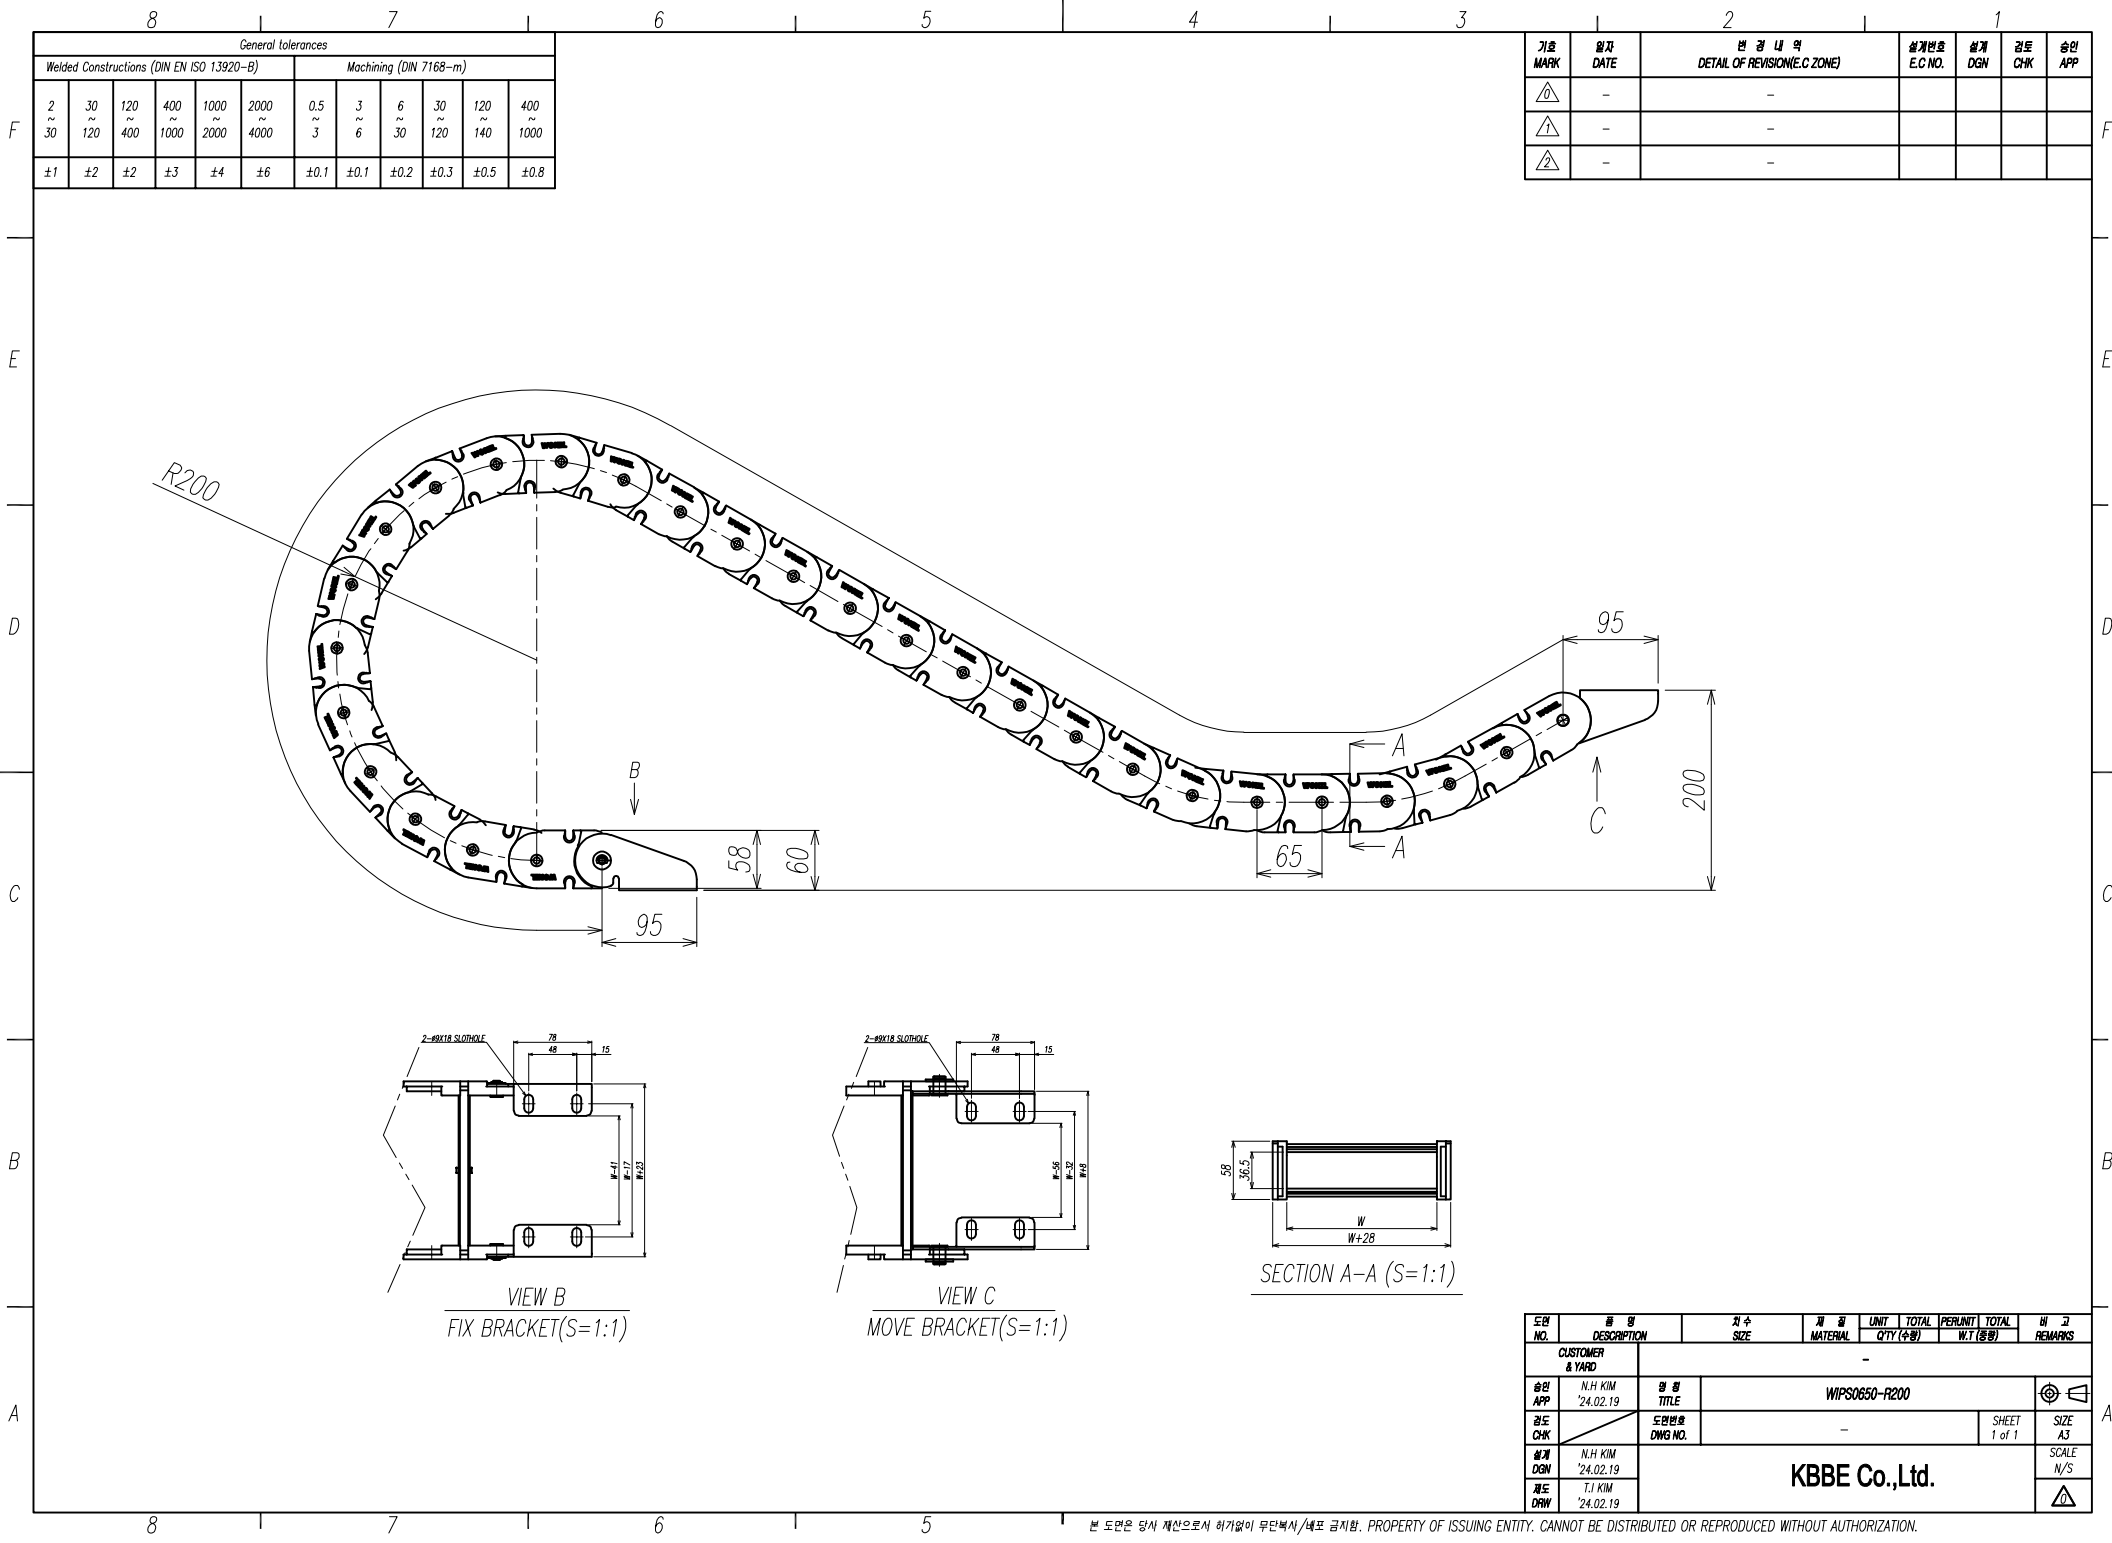 8 7 6 5 4 3 2 1
General tolerances
Welded Constructions (DIN EN ISO 13920-B) Machining (DIN 7168-m)
2 30 120 400 1000 2000 0.5 3 6 30 120 400
~ ~ ~ ~ ~ ~ ~ ~ ~ ~ ~ ~
30 120 400 1000 2000 4000 3 6 30 120 140 1000
±1 ±2 ±2 ±3 ±4 ±6 ±0.1 ±0.1 ±0.2 ±0.3 ±0.5 ±0.8
기호 일자 변 경 내 역 설계번호 설계 검토 승인
MARK DATE DETAIL OF REVISION(E.C ZONE) E.C NO. DGN CHK APP
0 - -
1 - -
2 - -
F F
E E
D D
C C
B B
A A
R200
95
200
A
A
C
65
B
58
60
95
2-ø9X18 SLOTHOLE
78
48 15
W-41
W-17
W+23
VIEW B
FIX BRACKET(S=1:1)
2-ø9X18 SLOTHOLE
78
48 15
W-56
W-32
W+8
VIEW C
MOVE BRACKET(S=1:1)
58
36.5
W
W+28
SECTION A-A (S=1:1)
도면 품 명 치 수 재 질 UNIT TOTAL PERUNIT TOTAL 비 고
NO. DESCRIPTION SIZE MATERIAL Q'TY (수량) W.T (중량) REMARKS
CUSTOMER
& YARD -
승인 N.H KIM 명 칭
APP '24.02.19 TITLE WIPS0650-R200
검도 도면번호 SHEET SIZE
CHK DWG NO. - 1 of 1 A3
설계 N.H KIM SCALE
DGN '24.02.19 N/S
KBBE Co.,Ltd.
제도 T.I KIM
DRW '24.02.19 0
8 7 6 5
본 도면은 당사 재산으로서 허가없이 무단복사/배포 금지함. PROPERTY OF ISSUING ENTITY. CANNOT BE DISTRIBUTED OR REPRODUCED WITHOUT AUTHORIZATION.